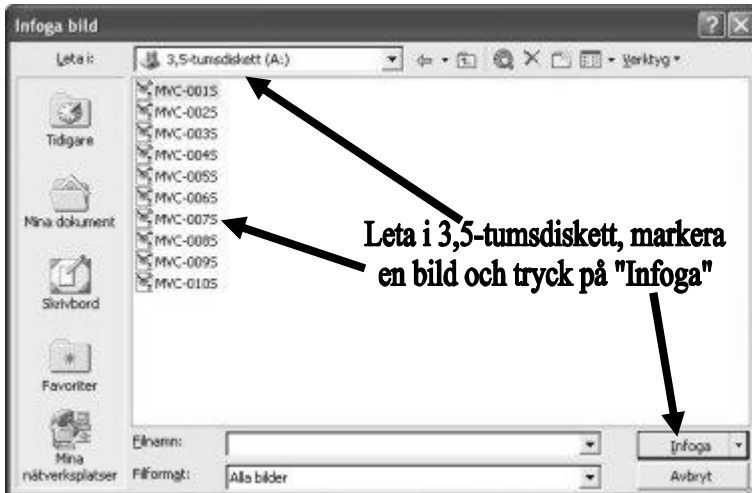 Infoga bild
Leta i: 3,5-tumsdiskett (A:) Verktyg
Tidigare
Mina dokument
Skrivbord
Favoriter
Mina
nätverksplatser
MVC-001S
MVC-002S
MVC-003S
MVC-004S
MVC-005S
MVC-006S
MVC-007S
MVC-008S
MVC-009S
MVC-010S
Leta i 3,5-tumsdiskett, markera
en bild och tryck på "Infoga"
Filnamn:
Infoga
Filformat: Alla bilder
Avbryt